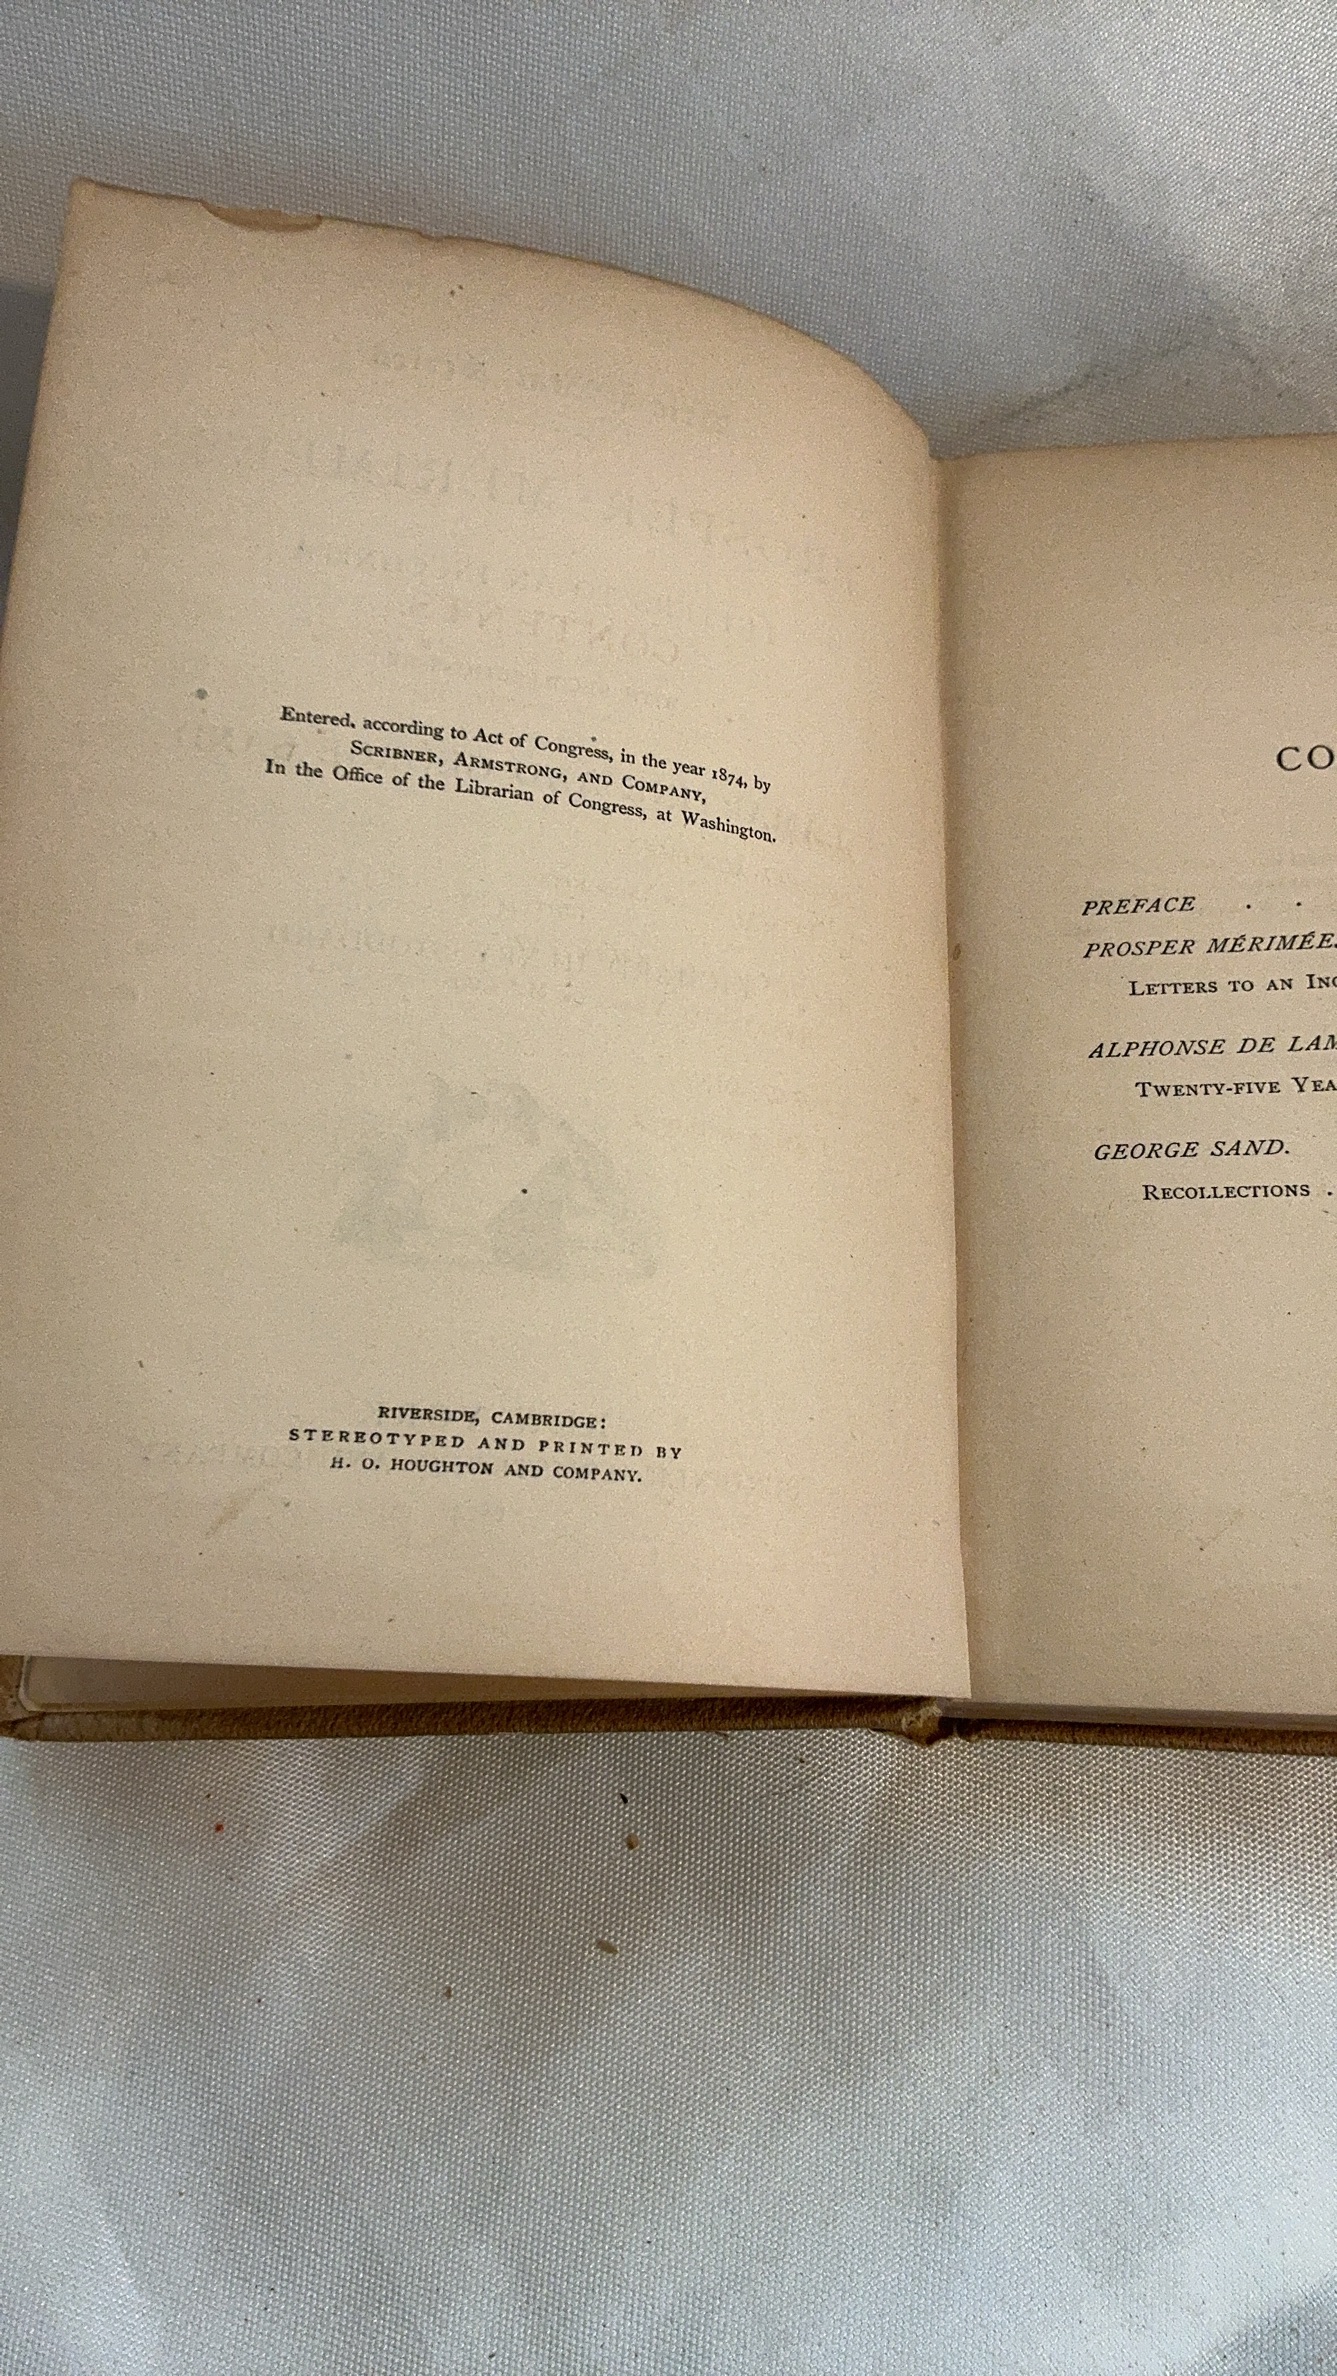 Entered, according to Act of Congress, in the year 1874, by
SCRIBNER, ARMSTRONG, AND COMPANY,
In the Office of the Librarian of Congress, at Washington.
RIVERSIDE, CAMBRIDGE:
STEREOTYPED AND PRINTED BY
H. O. HOUGHTON AND COMPANY.
CO
PREFACE . .
PROSPER MÉRIMÉE.
LETTERS TO AN INC
ALPHONSE DE LAM
TWENTY-FIVE YEA
GEORGE SAND.
RECOLLECTIONS .